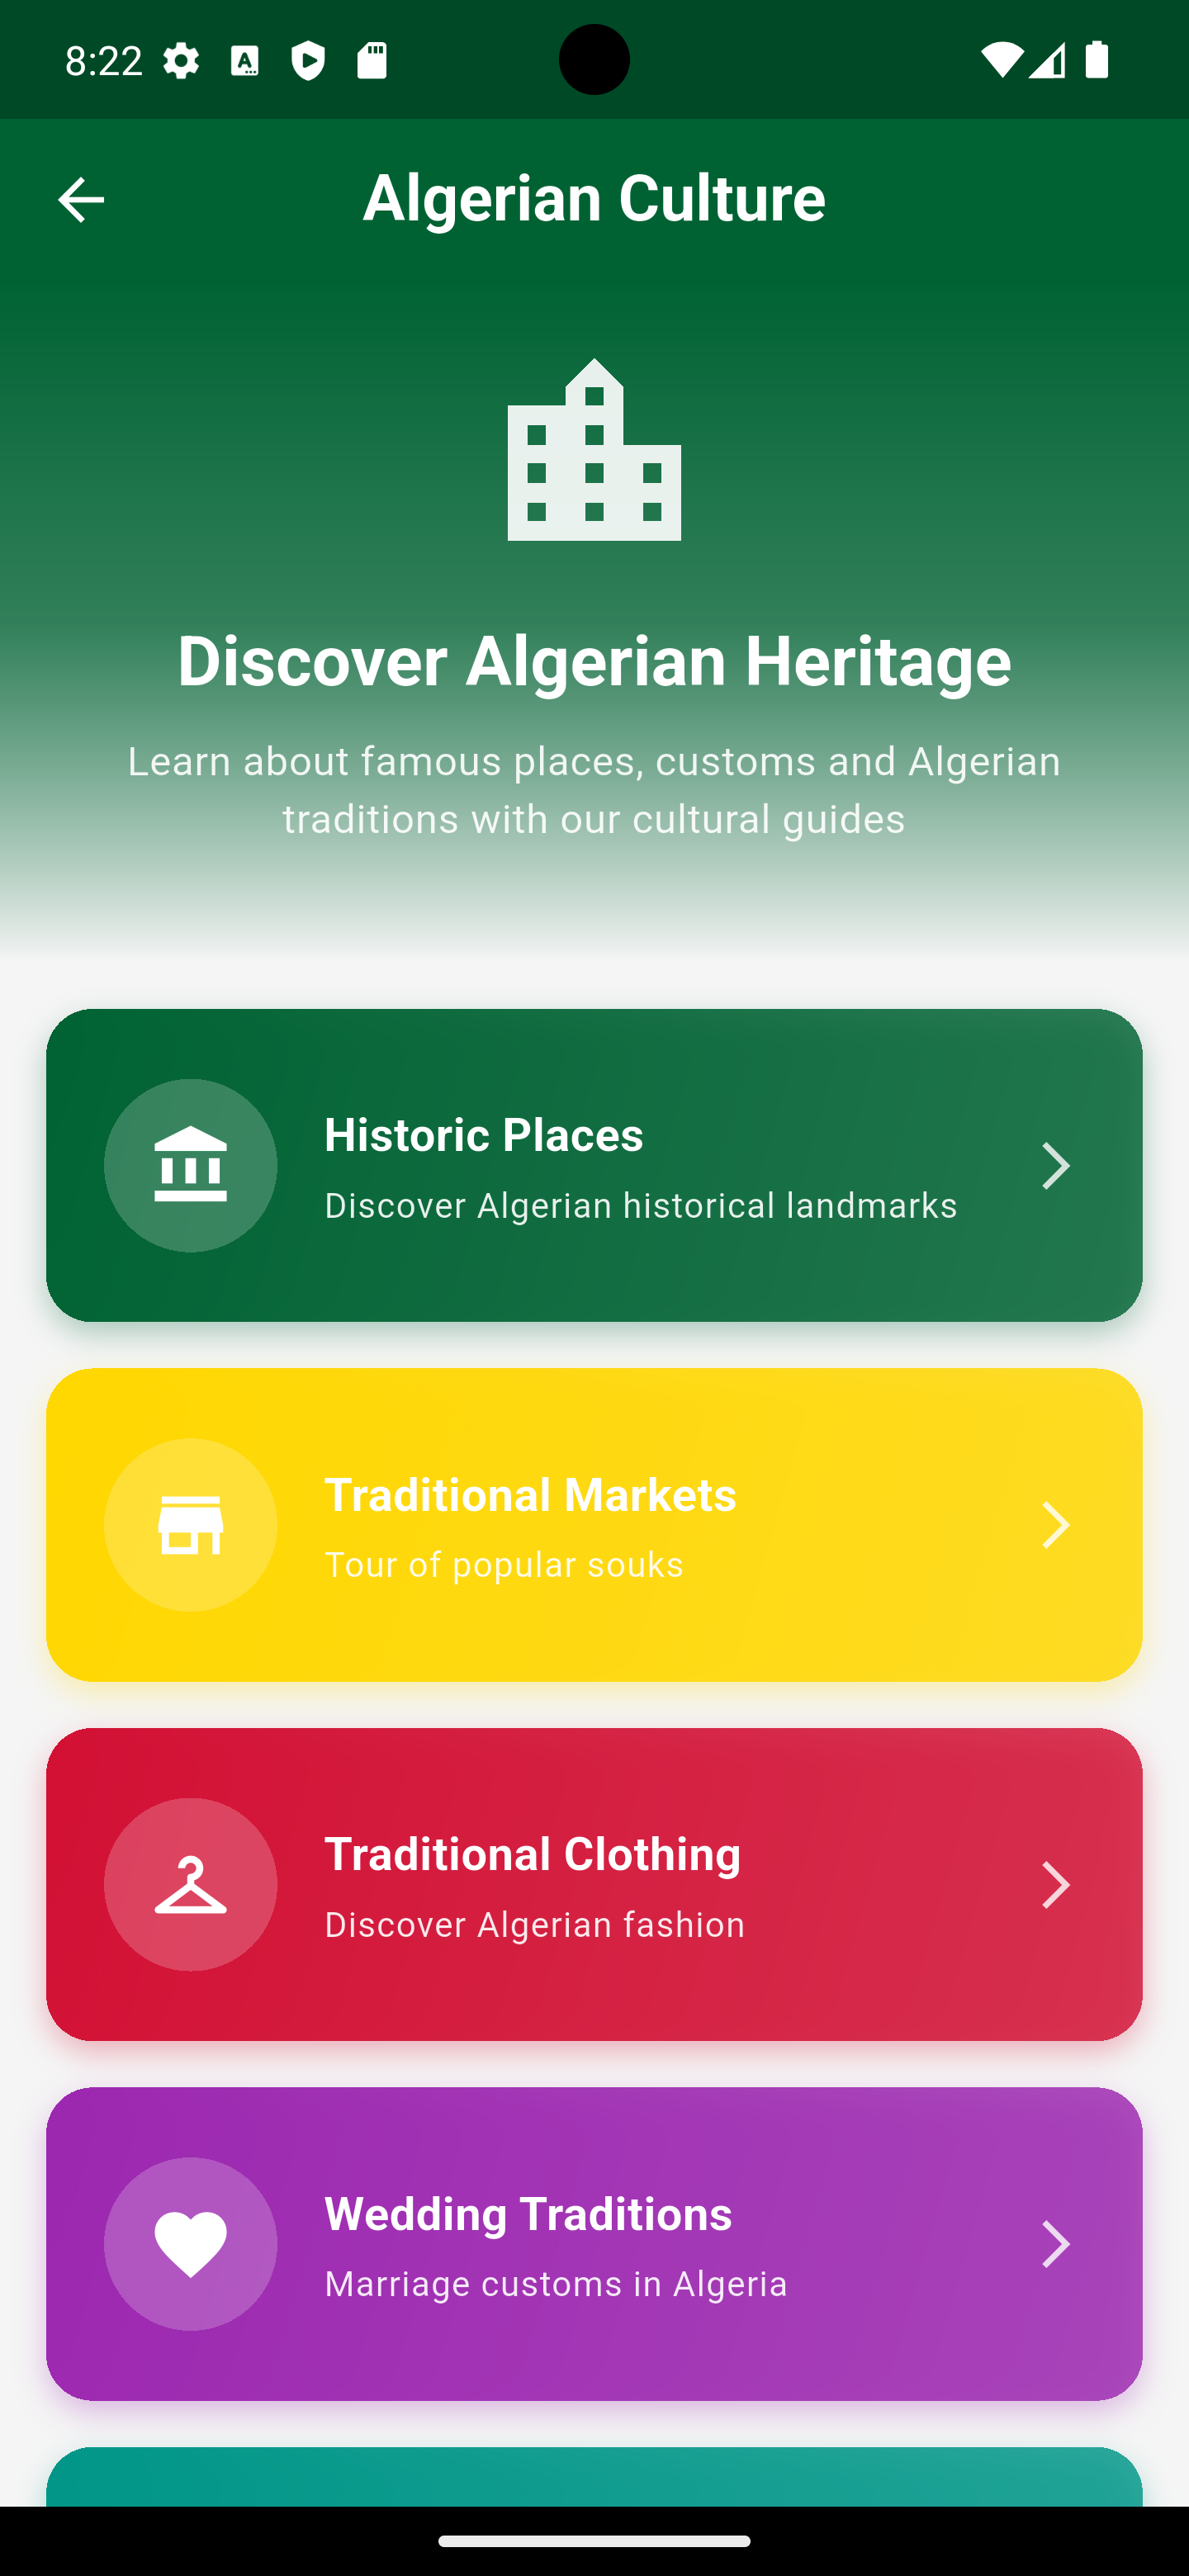 8:22
Algerian Culture
Discover Algerian Heritage
Learn about famous places, customs and Algerian
traditions with our cultural guides
Historic Places
Discover Algerian historical landmarks
Traditional Markets
Tour of popular souks
Traditional Clothing
Discover Algerian fashion
Wedding Traditions
Marriage customs in Algeria